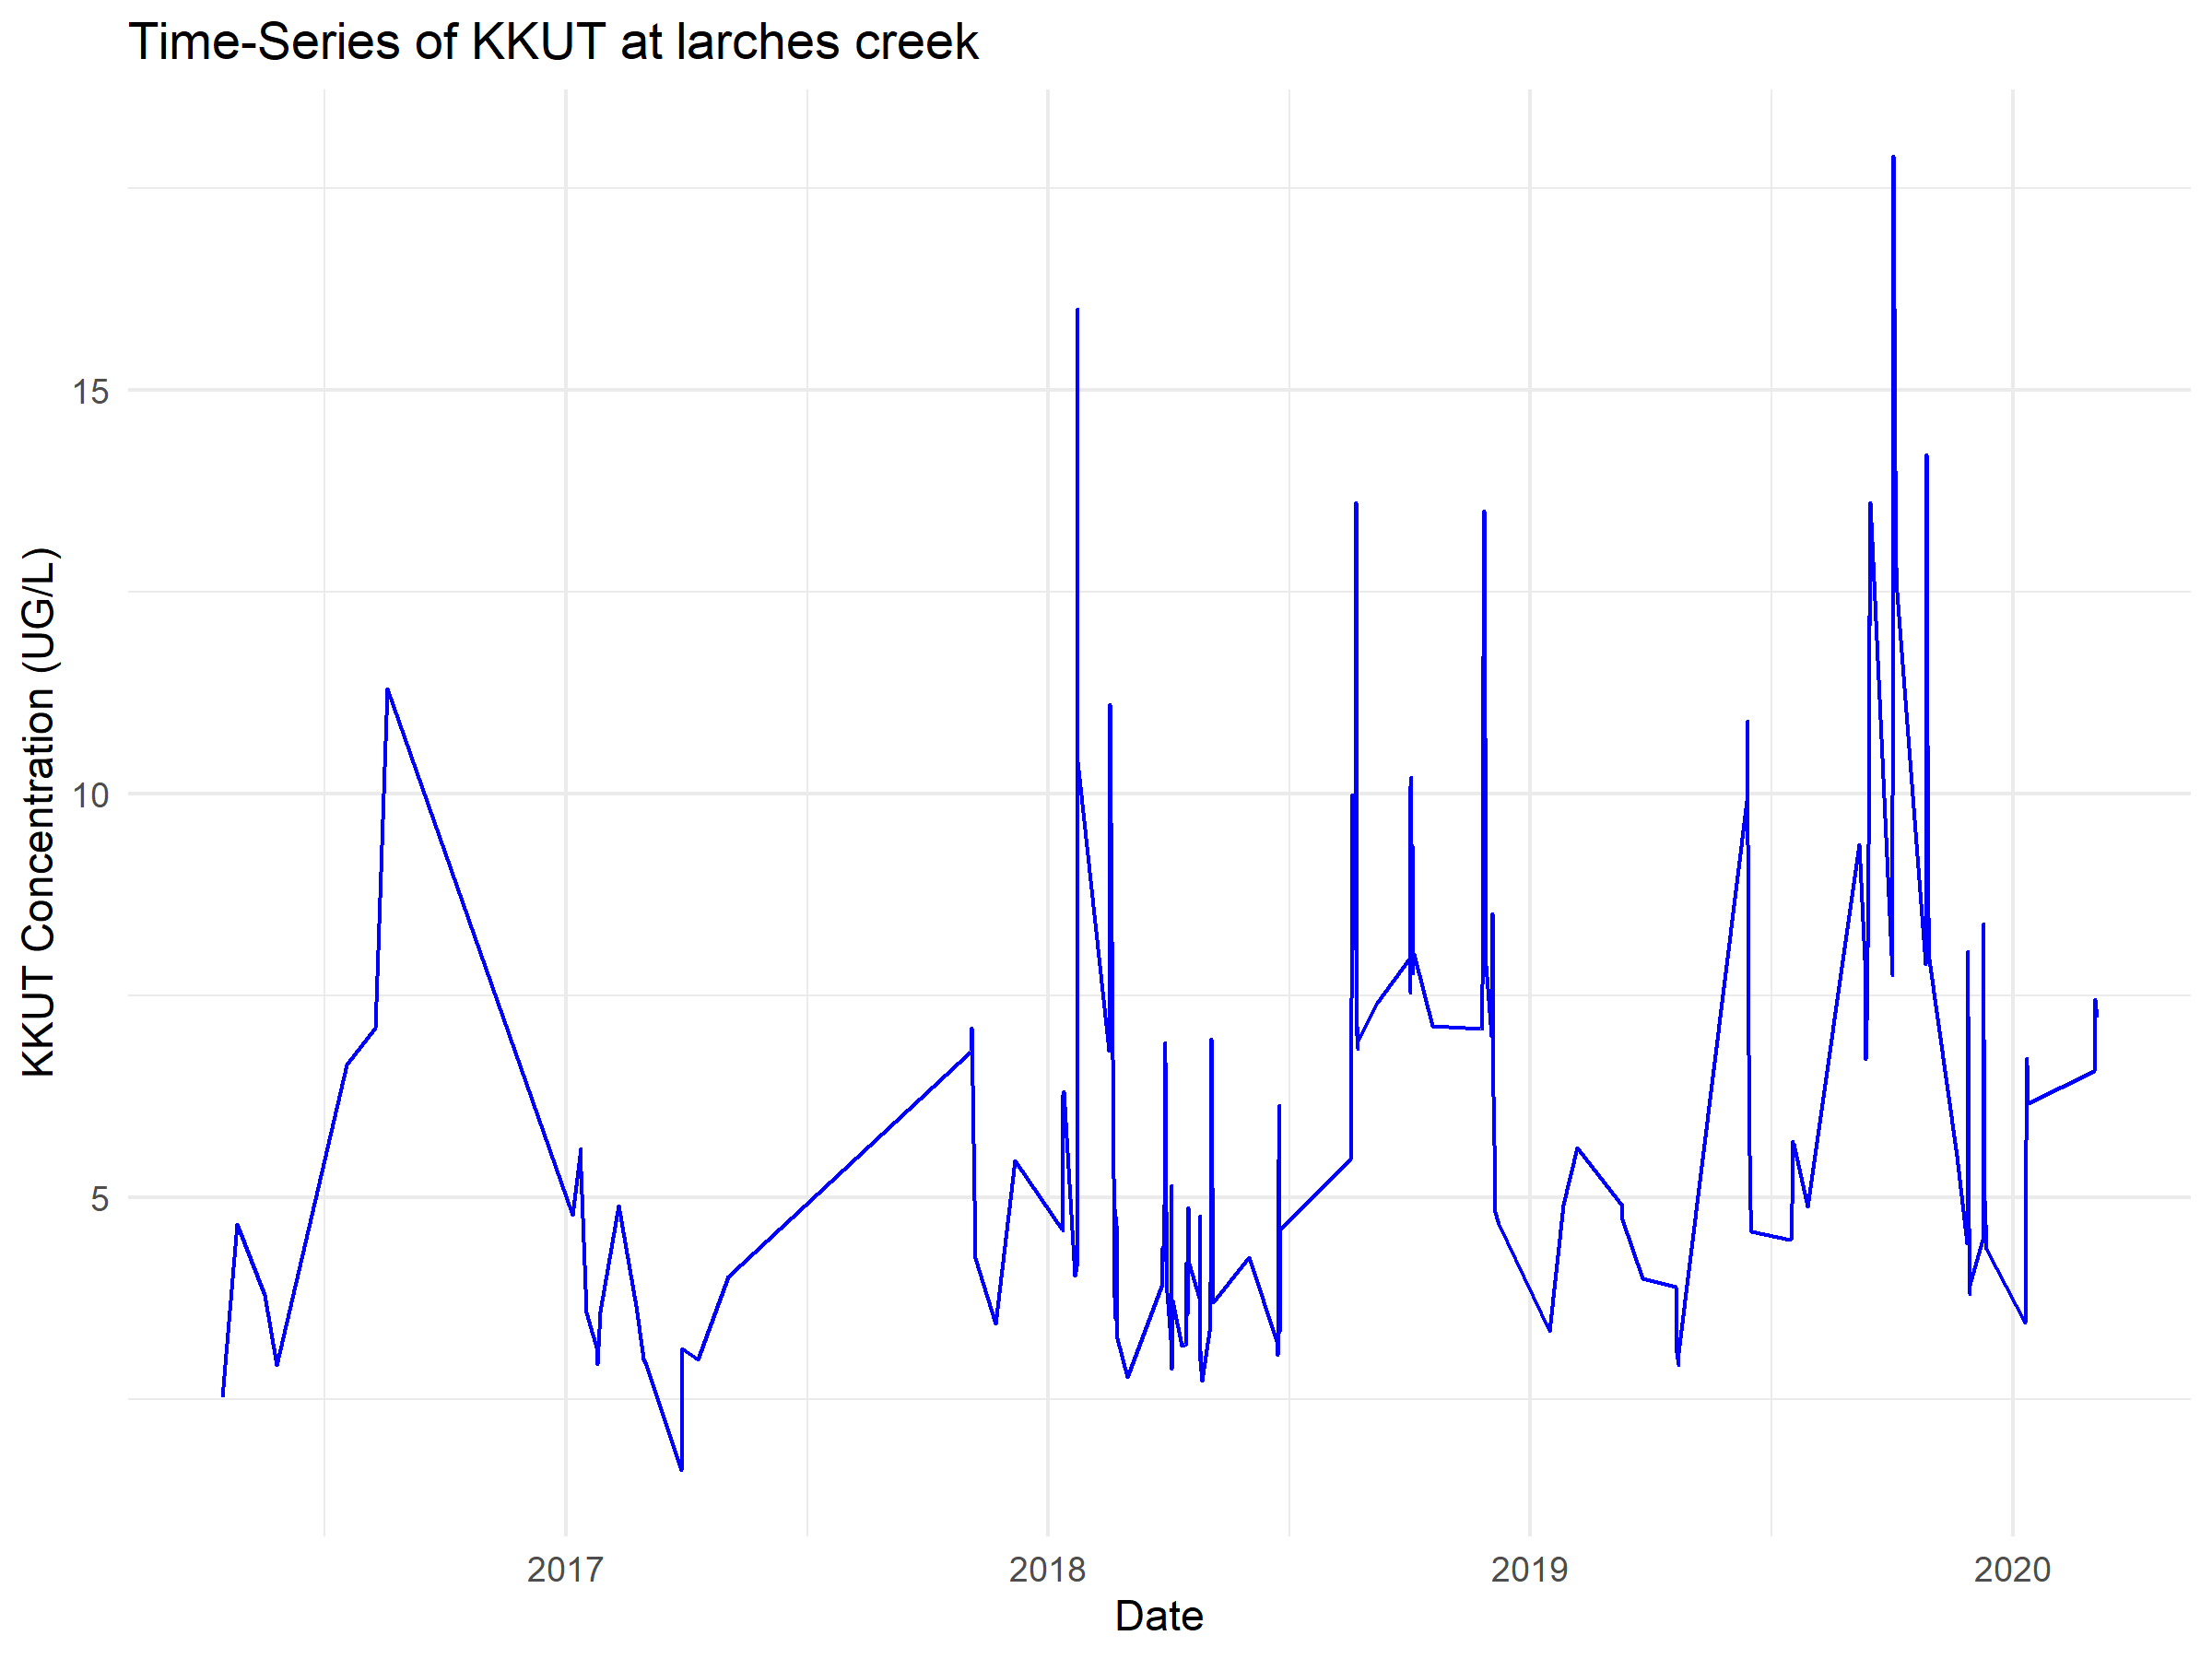 Time-Series of KKUT at larches creek
KKUT Concentration (UG/L)
15
10
5
2017
2018
2019
2020
Date